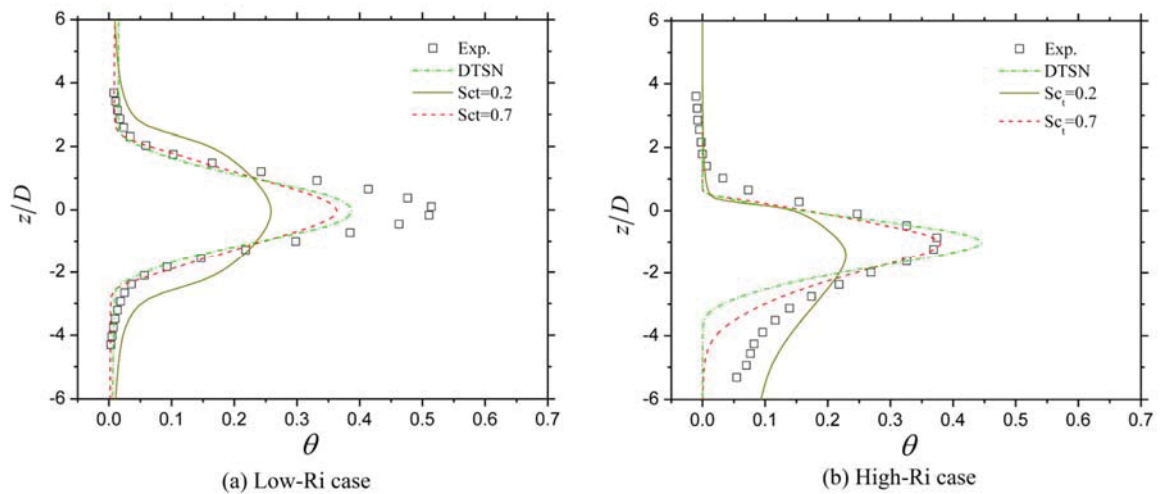 6
4
2
0
-2
-4
-6
z/D
0.0 0.1 0.2 0.3 0.4 0.5 0.6 0.7
θ
Exp.
DTSN
Sct=0.2
Sct=0.7
(a) Low-Ri case
6
4
2
0
-2
-4
-6
z/D
0.0 0.1 0.2 0.3 0.4 0.5 0.6 0.7
θ
Exp.
DTSN
Sc_t=0.2
Sc_t=0.7
(b) High-Ri case